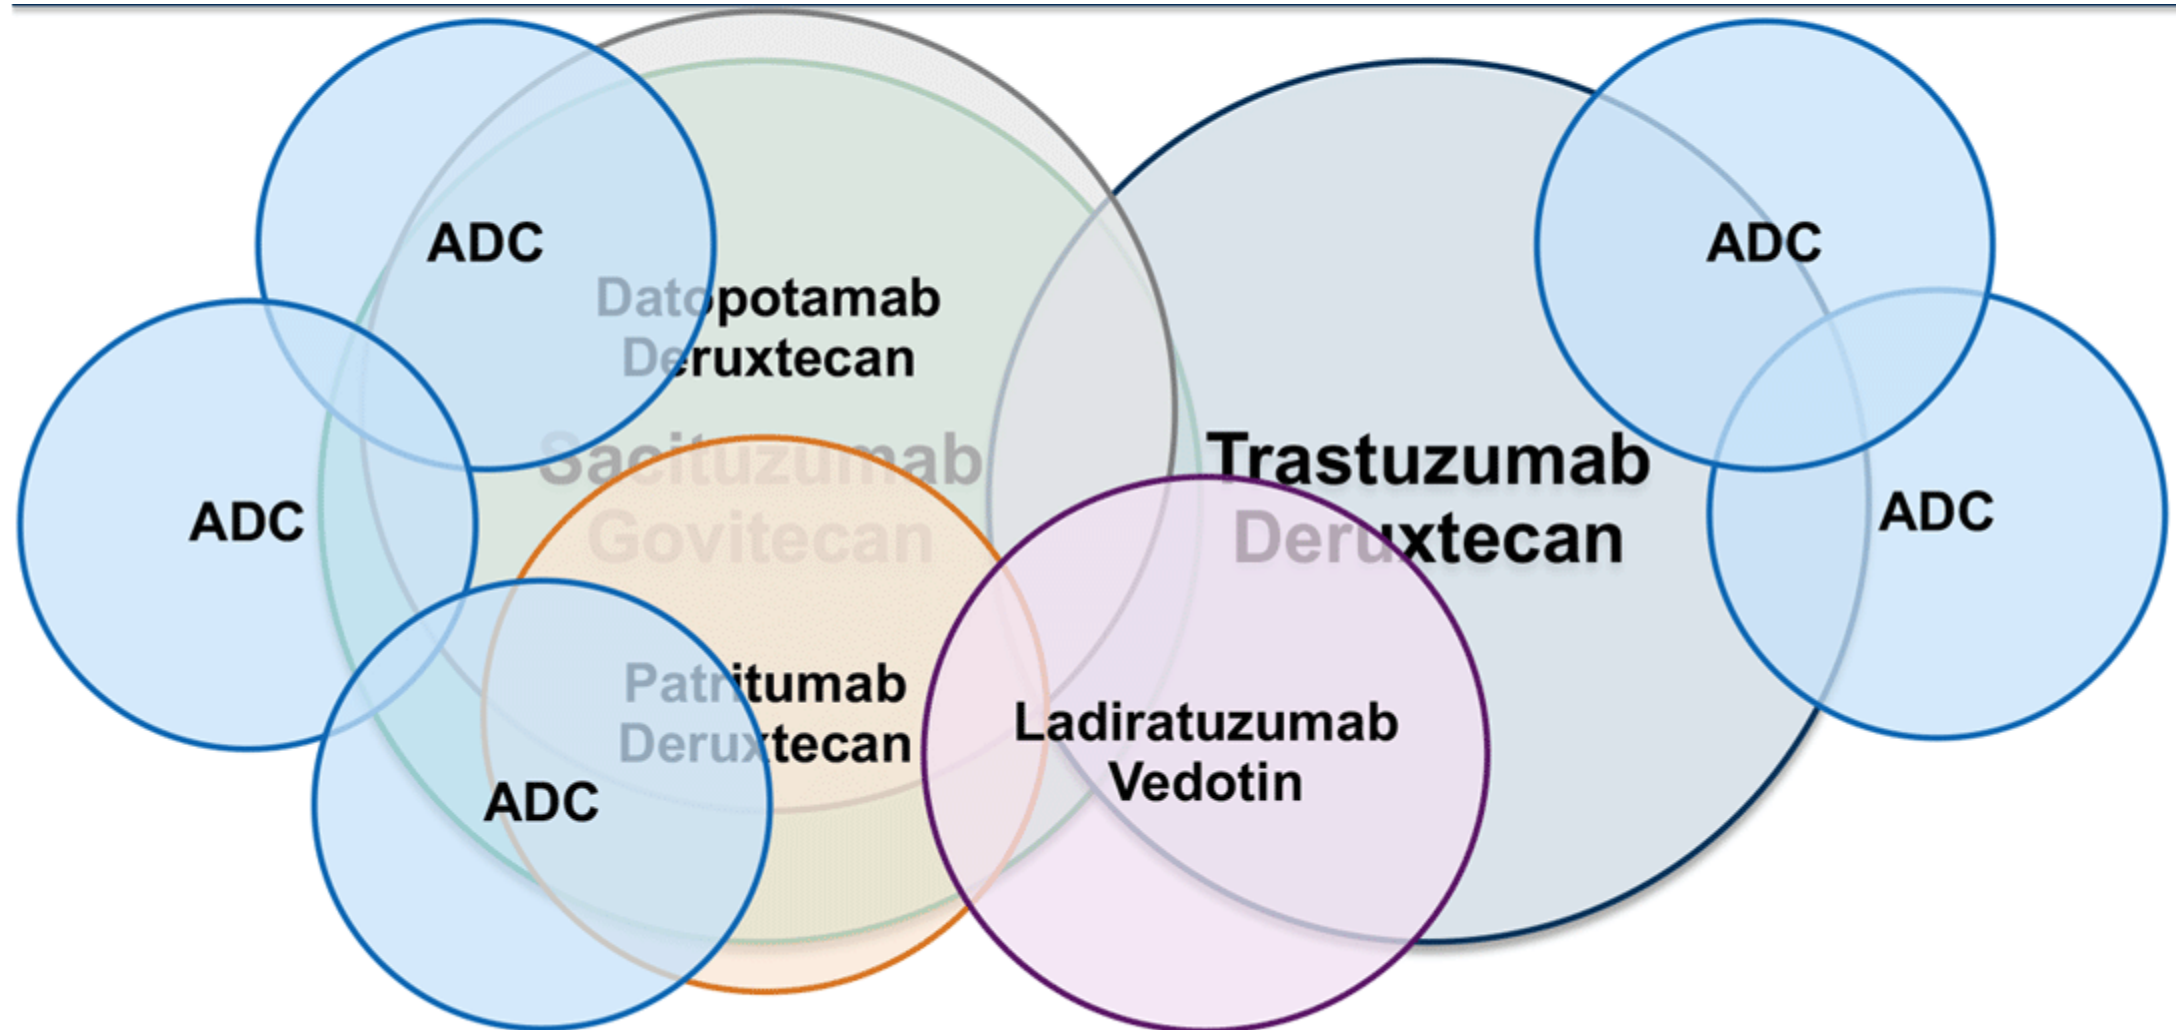 ADC
Datopotamab
Deruxtecan
ADC
Sacituzumab
Govitecan
Patritumab
Deruxtecan
ADC
Ladiratuzumab
Vedotin
Trastuzumab
Deruxtecan
ADC
ADC